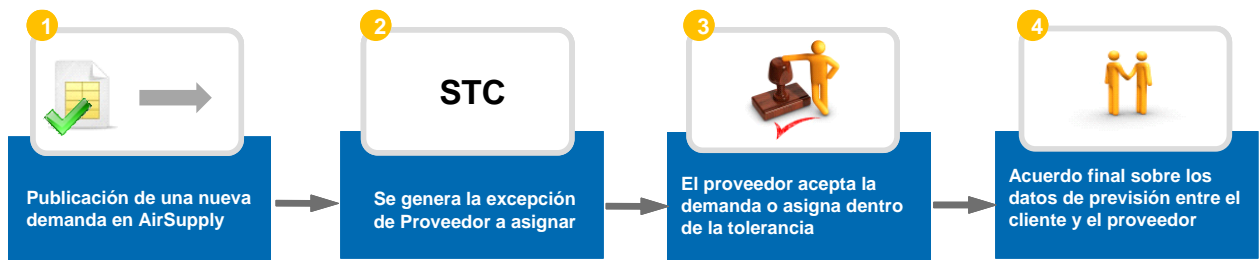 1
Publicación de una nueva
demanda en AirSupply
2
STC
Se genera la excepción
de Proveedor a asignar
3
El proveedor acepta la
demanda o asigna dentro
de la tolerancia
4
Acuerdo final sobre los
datos de previsión entre el
cliente y el proveedor